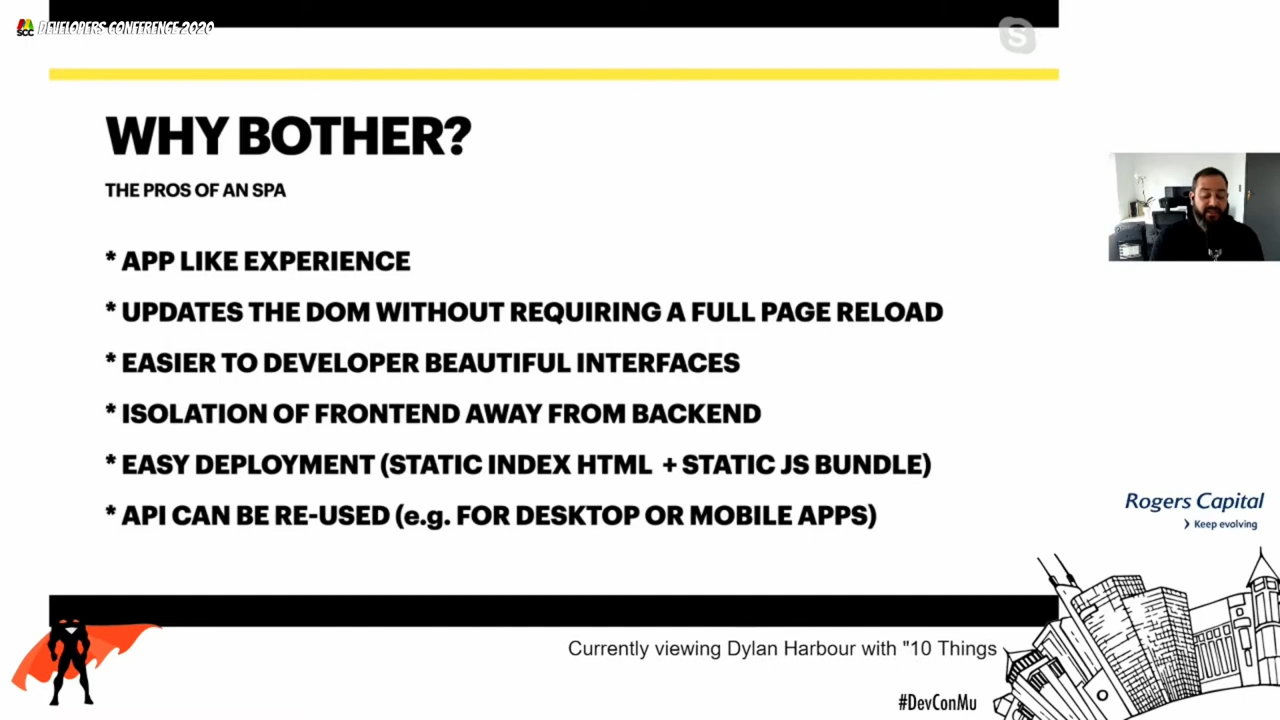 SCC DEVELOPERS CONFERENCE 2020
S
WHY BOTHER?
THE PROS OF AN SPA
* APP LIKE EXPERIENCE
* UPDATES THE DOM WITHOUT REQUIRING A FULL PAGE RELOAD
* EASIER TO DEVELOPER BEAUTIFUL INTERFACES
* ISOLATION OF FRONTEND AWAY FROM BACKEND
* EASY DEPLOYMENT (STATIC INDEX HTML + STATIC JS BUNDLE)
* API CAN BE RE-USED (e.g. FOR DESKTOP OR MOBILE APPS)
Rogers Capital
Keep evolving
Currently viewing Dylan Harbour with "10 Things
#DevConMu